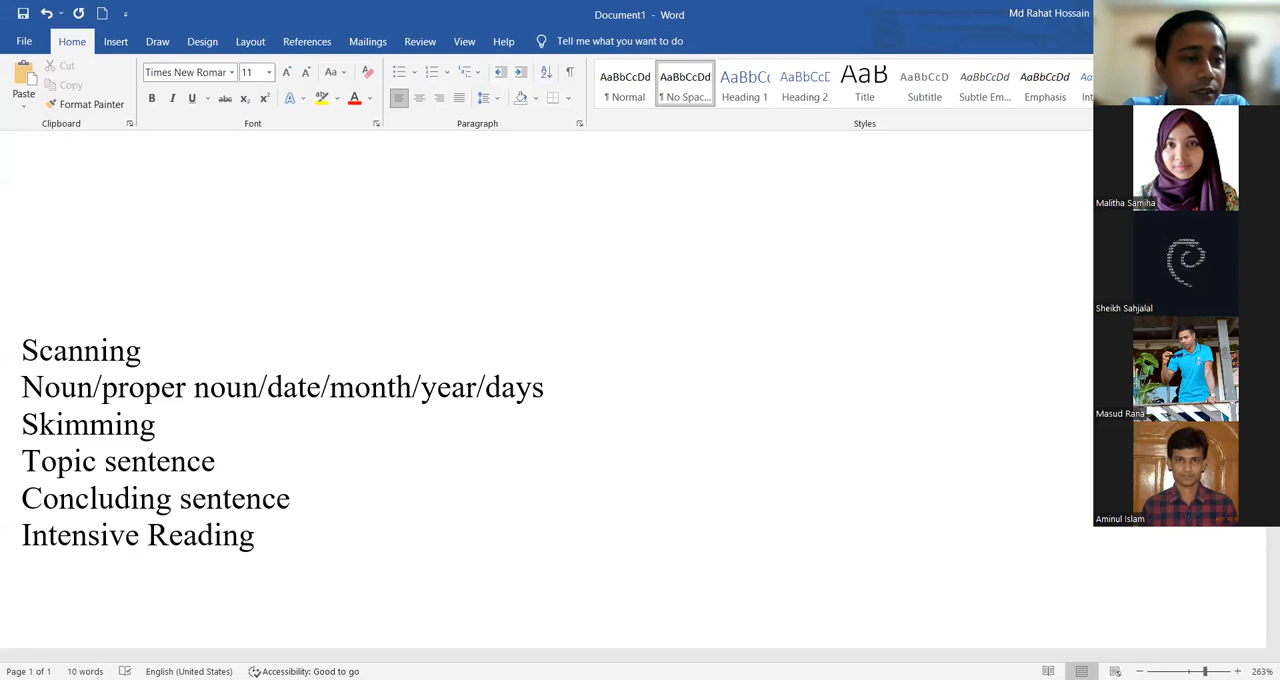 Document1 - Word
Md Rahat Hossain
File Home Insert Draw Design Layout References Mailings Review View Help Tell me what you want to do
Paste
Cut
Copy
Format Painter
Clipboard
Times New Roman 11
Font
Paragraph
AaBbCcDd AaBbCcDd AaBbCc AaBbCcD AaB AaBbCcDd AaBbCcDd AaBbCcDd
¶ Normal ¶ No Spac... Heading 1 Heading 2 Title Subtitle Subtle Em... Emphasis
Styles
Malitha Samiha
Sheikh Sahjalal
Masud Rana
Aminul Islam
Scanning
Noun/proper noun/date/month/year/days
Skimming
Topic sentence
Concluding sentence
Intensive Reading
Page 1 of 1 10 words English (United States) Accessibility: Good to go 263%